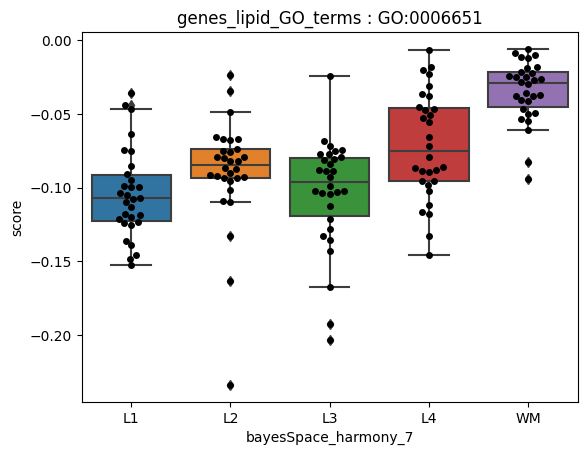 genes_lipid_GO_terms : GO:0006651
0.00
−0.05
−0.10
−0.15
−0.20
score
L1 L2 L3 L4 WM
bayesSpace_harmony_7